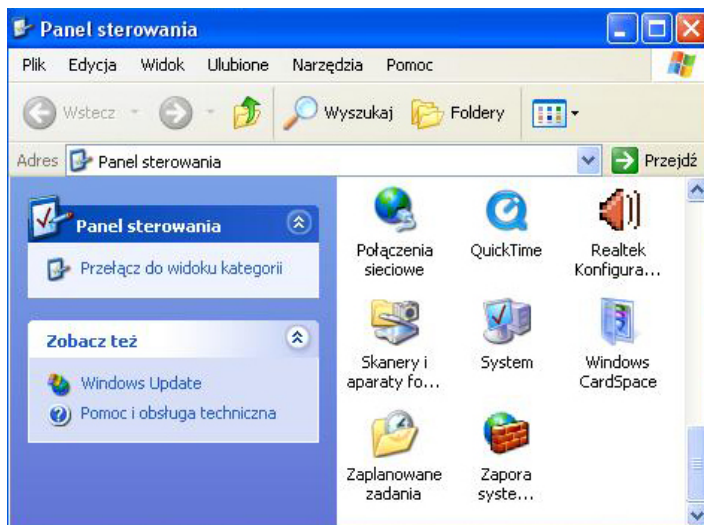 Panel sterowania
Plik Edycja Widok Ulubione Narzędzia Pomoc
Wstecz Wyszukaj Foldery
Adres Panel sterowania Przejdź
Panel sterowania
Przełącz do widoku kategorii
Zobacz też
Windows Update
Pomoc i obsługa techniczna
Połączenia
sieciowe
QuickTime
Realtek
Konfigura...
Skanery i
aparaty fo...
System
Windows
CardSpace
Zaplanowane
zadania
Zapora
syste...